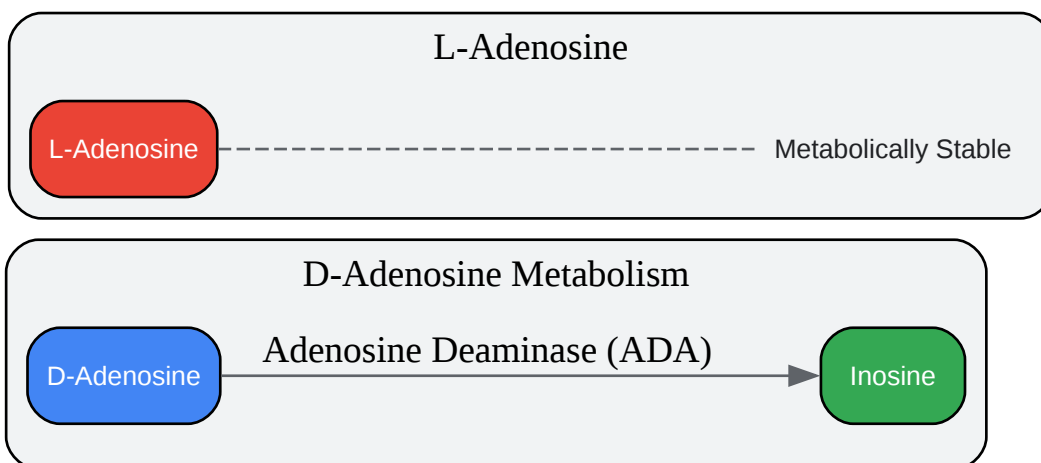 L-Adenosine
L-Adenosine
Metabolically Stable
D-Adenosine Metabolism
Adenosine Deaminase (ADA)
D-Adenosine
Inosine